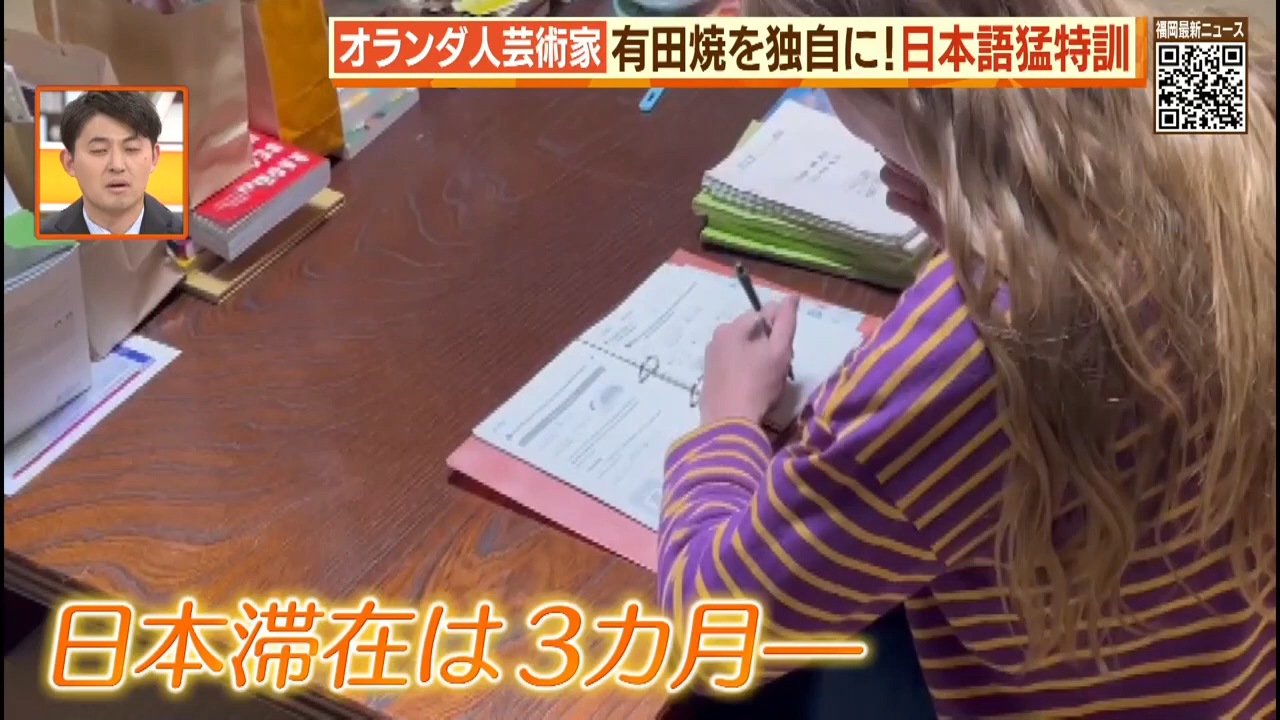 オランダ人芸術家 有田焼を独自に!日本語猛特訓
福岡最新ニュース
日本滞在は3カ月―